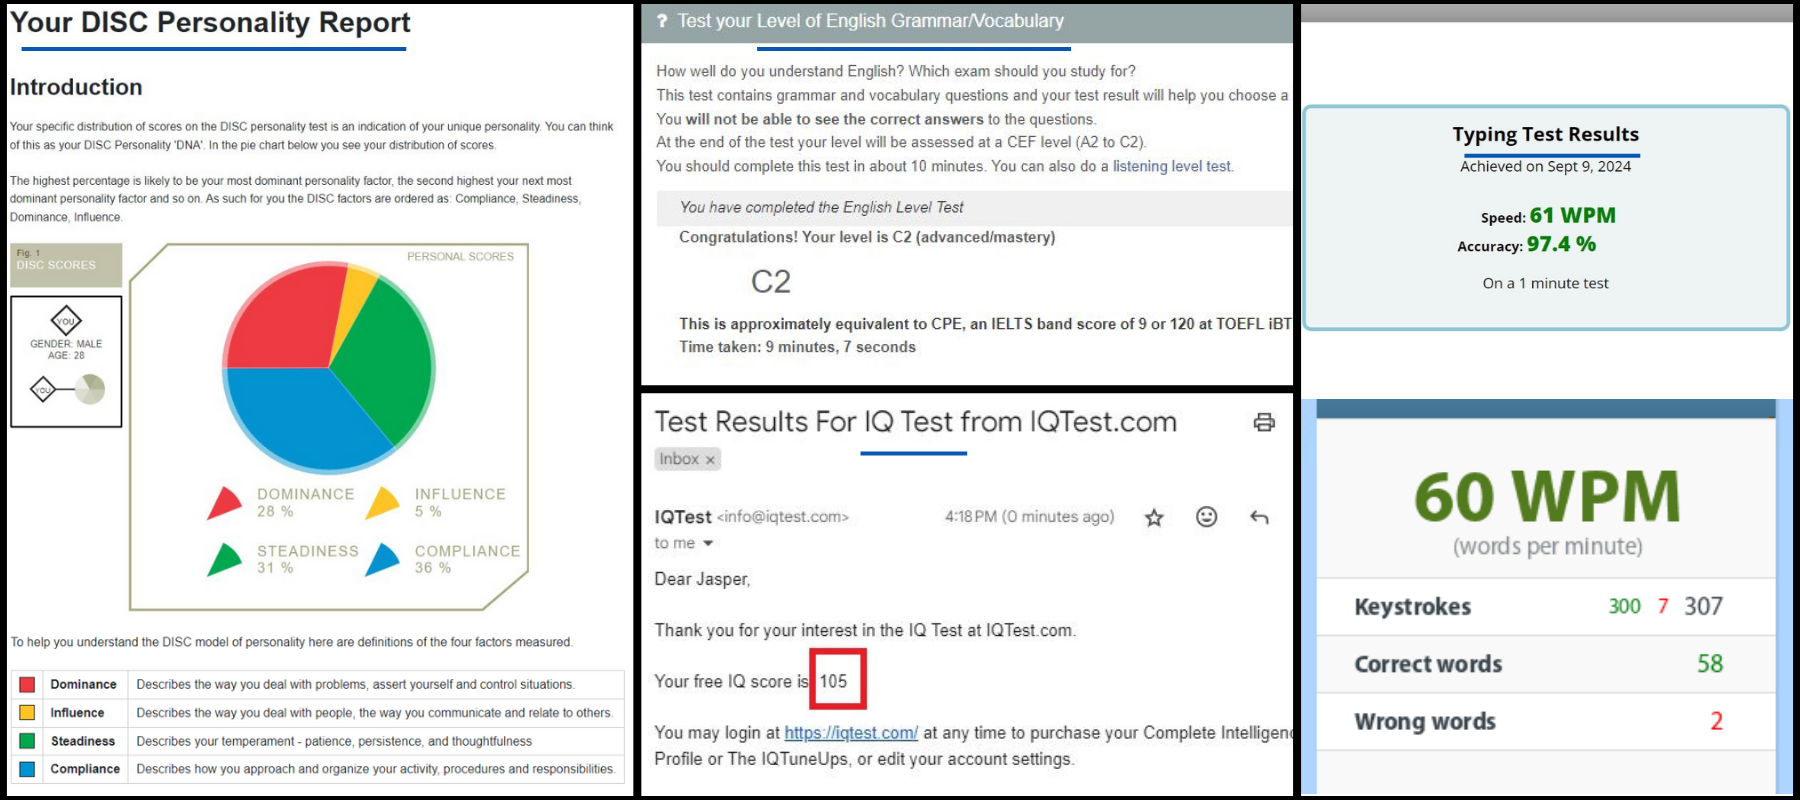 Your DISC Personality Report
Introduction
Your specific distribution of scores on the DISC personality test is an indication of your unique personality. You can think
of this as your DISC Personality 'DNA'. In the pie chart below you see your distribution of scores.
The highest percentage is likely to be your most dominant personality factor, the second highest your next most
dominant personality factor and so on. As such for you the DISC factors are ordered as: Compliance, Steadiness,
Dominance, Influence.
Fig. 1
DISC SCORES
YOU
GENDER: MALE
AGE: 28
YOU
PERSONAL SCORES
DOMINANCE
28 %
INFLUENCE
5 %
STEADINESS
31 %
COMPLIANCE
36 %
To help you understand the DISC model of personality here are definitions of the four factors measured.
Dominance Describes the way you deal with problems, assert yourself and control situations.
Influence Describes the way you deal with people, the way you communicate and relate to others.
Steadiness Describes your temperament - patience, persistence, and thoughtfulness
Compliance Describes how you approach and organize your activity, procedures and responsibilities.
? Test your Level of English Grammar/Vocabulary
How well do you understand English? Which exam should you study for?
This test contains grammar and vocabulary questions and your test result will help you choose a
You will not be able to see the correct answers to the questions.
At the end of the test your level will be assessed at a CEF level (A2 to C2).
You should complete this test in about 10 minutes. You can also do a listening level test.
You have completed the English Level Test
Congratulations! Your level is C2 (advanced/mastery)
C2
This is approximately equivalent to CPE, an IELTS band score of 9 or 120 at TOEFL iBT
Time taken: 9 minutes, 7 seconds
Test Results For IQ Test from IQTest.com
Inbox ×
IQTest <info@iqtest.com>
4:18 PM (0 minutes ago)
to me
Dear Jasper,
Thank you for your interest in the IQ Test at IQTest.com.
Your free IQ score is 105
You may login at https://iqtest.com/ at any time to purchase your Complete Intelligenc
Profile or The IQTuneUps, or edit your account settings.
Typing Test Results
Achieved on Sept 9, 2024
Speed: 61 WPM
Accuracy: 97.4 %
On a 1 minute test
60 WPM
(words per minute)
Keystrokes 300 7 307
Correct words 58
Wrong words 2